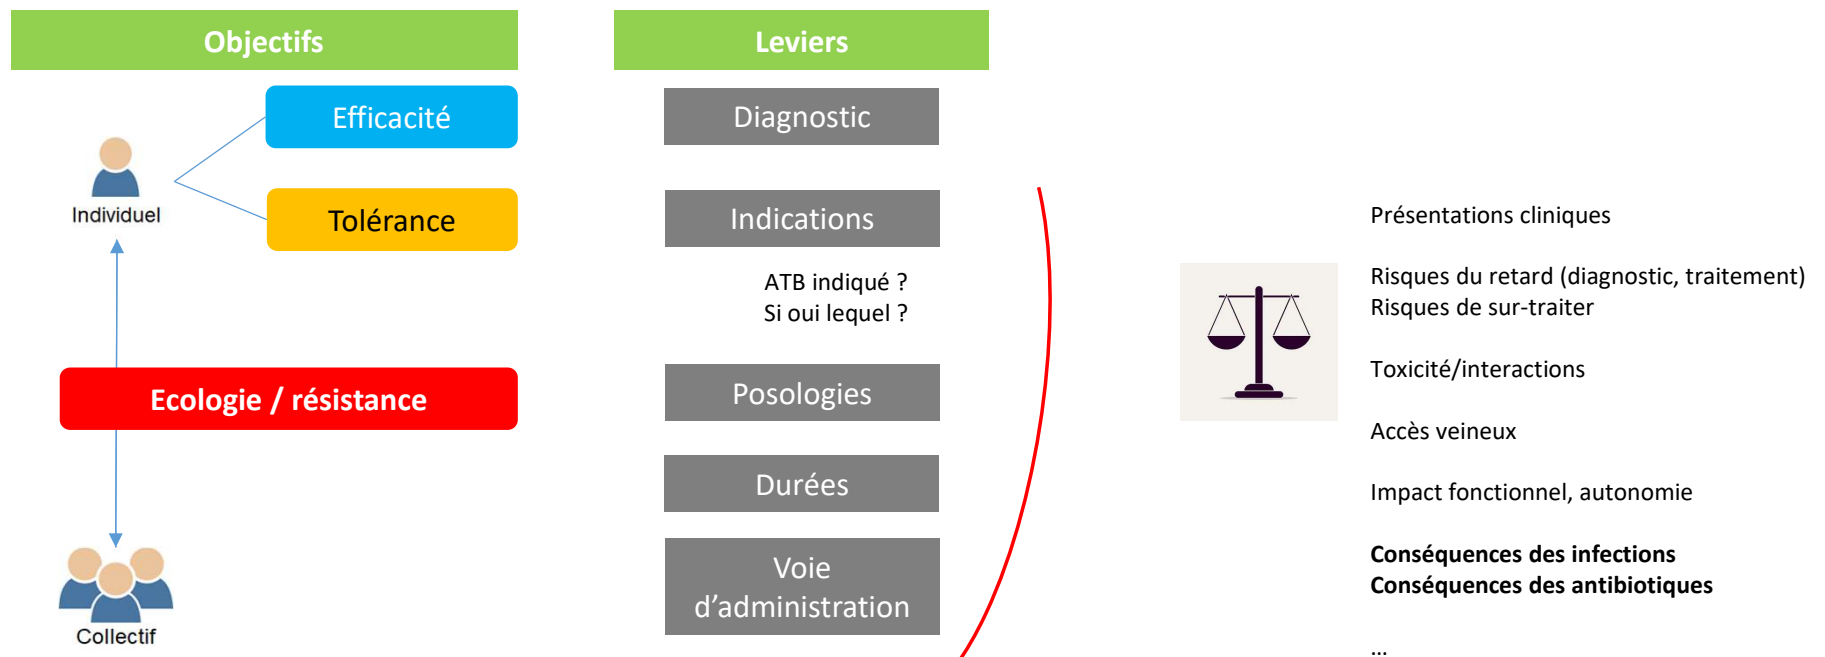 Objectifs
Efficacité
Tolérance
Individuel
Ecologie / résistance
Collectif
Leviers
Diagnostic
Indications
ATB indiqué ?
Si oui lequel ?
Posologies
Durées
Voie
d’administration
Présentations cliniques
Risques du retard (diagnostic, traitement)
Risques de sur-traiter
Toxicité/interactions
Accès veineux
Impact fonctionnel, autonomie
Conséquences des infections
Conséquences des antibiotiques
...